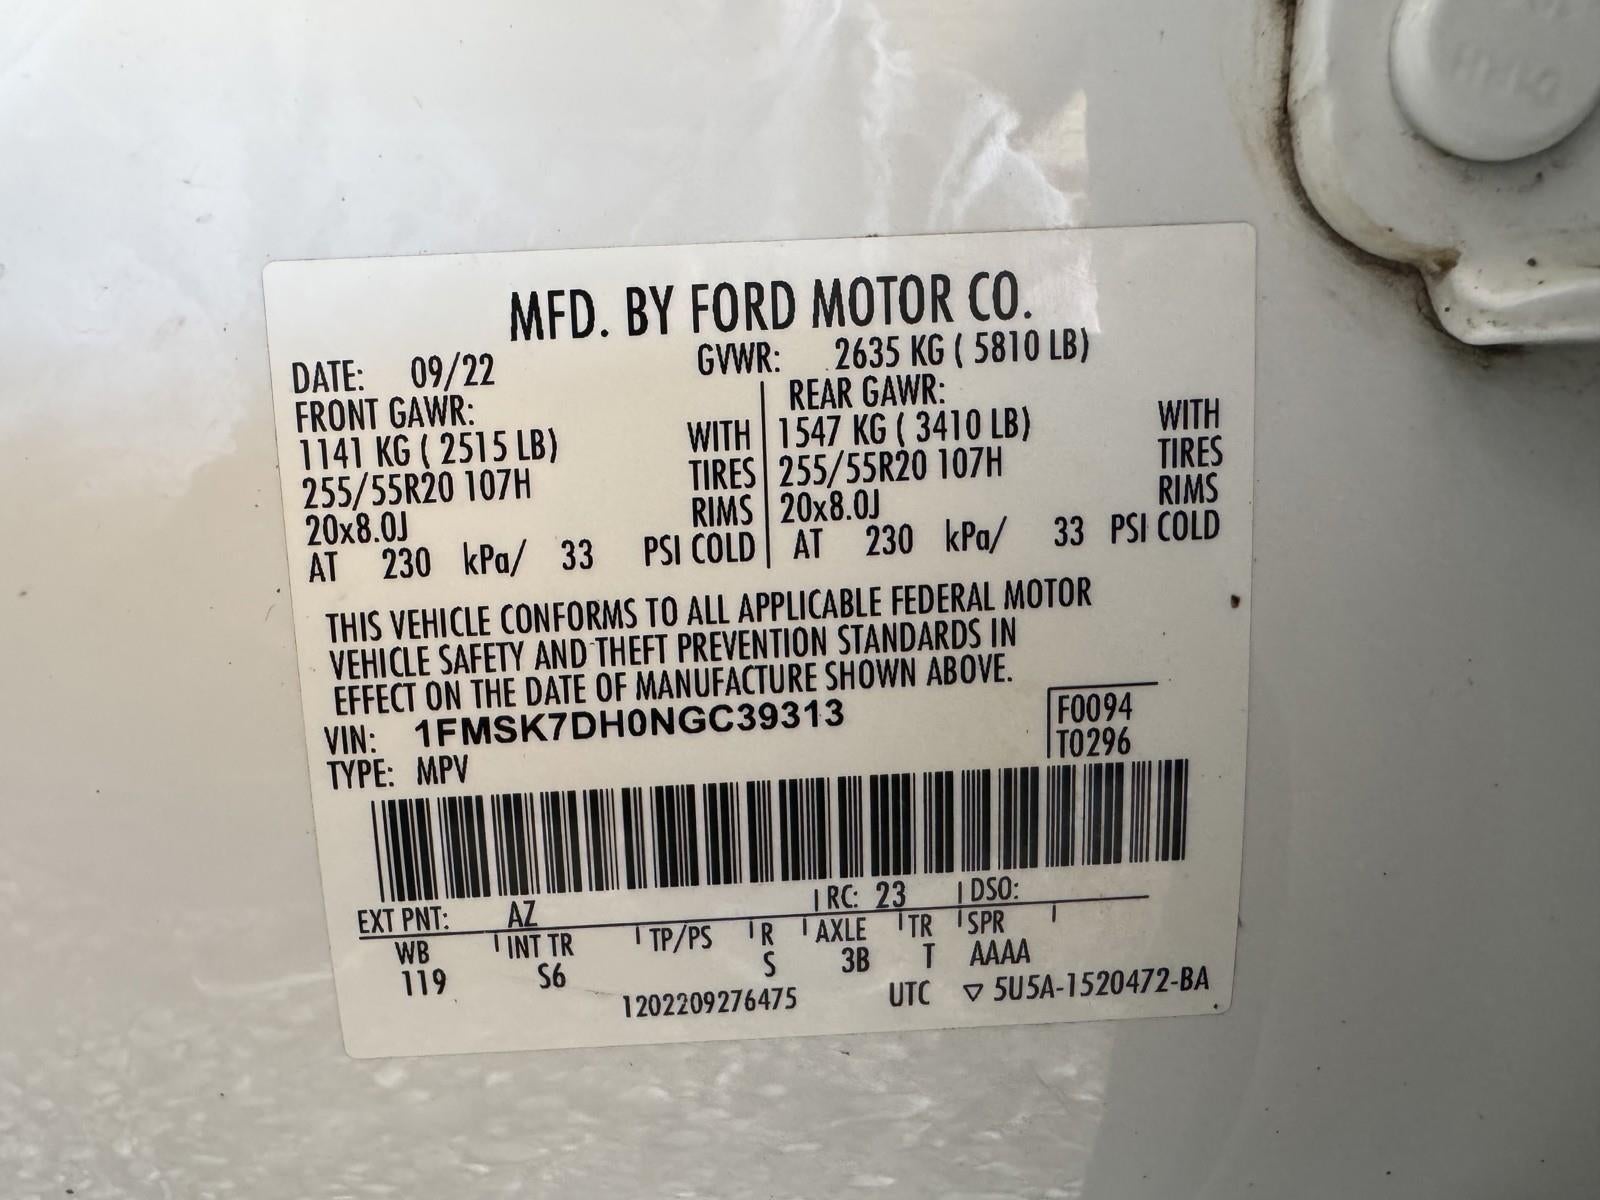 MFD. BY FORD MOTOR CO.
DATE: 09/22 GVWR: 2635 KG ( 5810 LB)
FRONT GAWR: REAR GAWR:
1141 KG ( 2515 LB) WITH 1547 KG ( 3410 LB) WITH
255/55R20 107H TIRES 255/55R20 107H TIRES
20x8.0J RIMS 20x8.0J RIMS
AT 230 kPa/ 33 PSI COLD AT 230 kPa/ 33 PSI COLD
THIS VEHICLE CONFORMS TO ALL APPLICABLE FEDERAL MOTOR
VEHICLE SAFETY AND THEFT PREVENTION STANDARDS IN
EFFECT ON THE DATE OF MANUFACTURE SHOWN ABOVE.
VIN: 1FMSK7DH0NGC39313 F0094
TYPE: MPV T0296
EXT PNT: AZ RC: 23 DSO:
WB INT TR TP/PS R AXLE TR SPR
119 S6 S 3B T AAAA
1202209276475 UTC ▽ 5U5A-1520472-BA